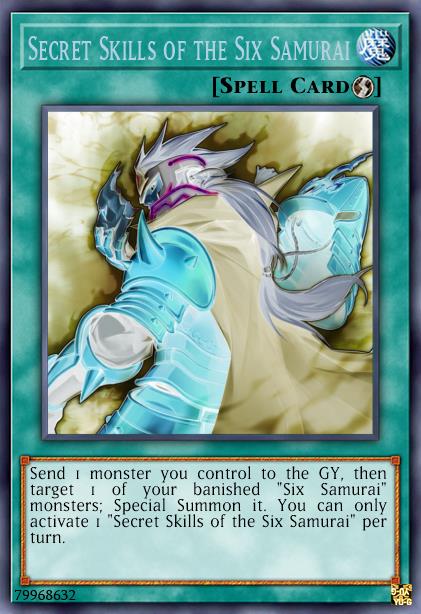 SECRET SKILLS OF THE SIX SAMURAI
魔
[SPELL CARD]
Send 1 monster you control to the GY, then
target 1 of your banished "Six Samurai"
monsters; Special Summon it. You can only
activate 1 "Secret Skills of the Six Samurai" per
turn.
79968632